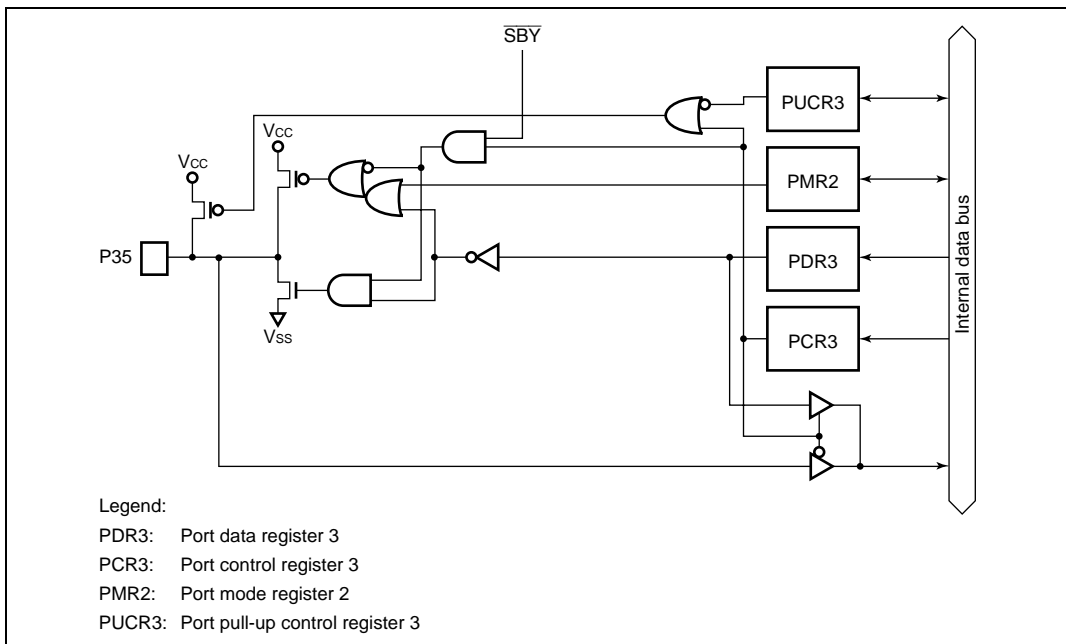 SBY
PUCR3
VCC
VCC
PMR2
P35
PDR3
VSS
PCR3
Internal data bus
Legend:
PDR3: Port data register 3
PCR3: Port control register 3
PMR2: Port mode register 2
PUCR3: Port pull-up control register 3